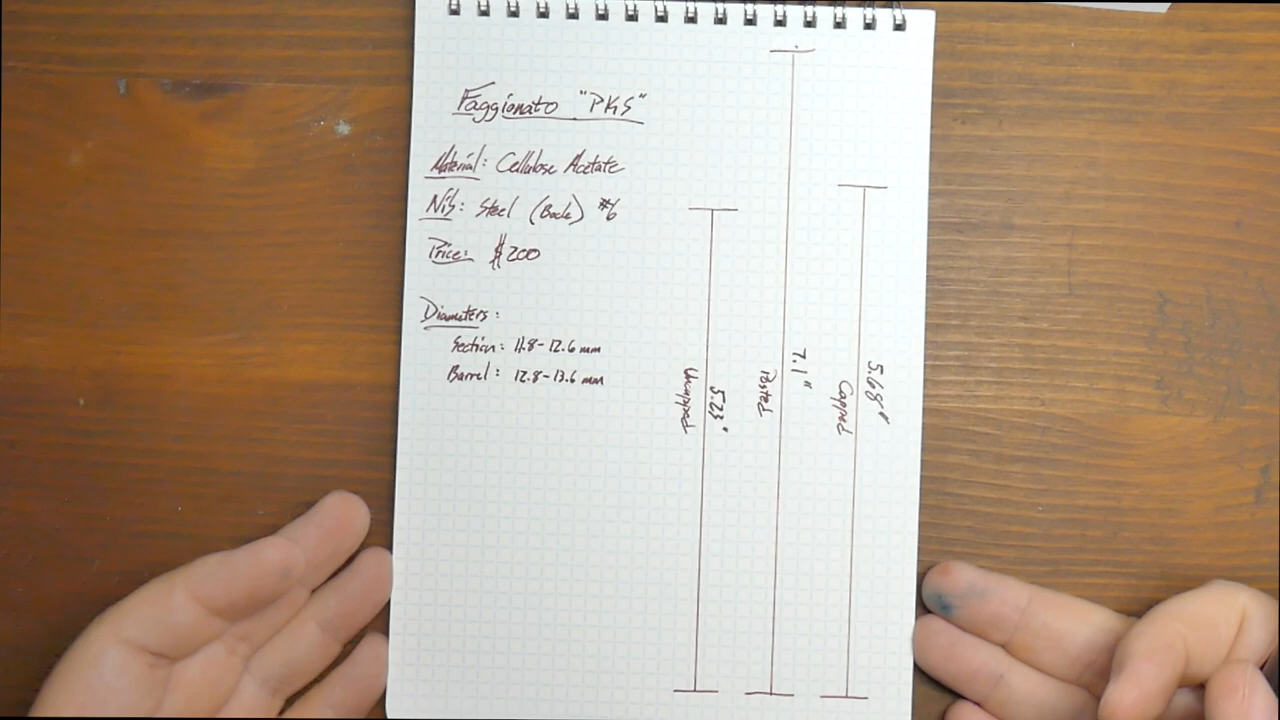 Faggionato "PKS"
Material: Cellulose Acetate
Nib: Steel (Bock) #6
Price: $200
Diameters:
Section: 11.8-12.6 mm
Barrel: 12.8-13.6 mm
Uncapped
5.23"
Posted
7.1"
Capped
5.68"